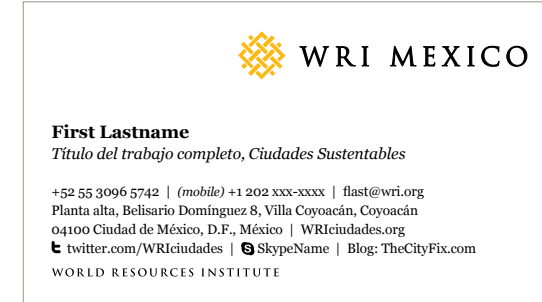 WRI MEXICO
First Lastname
Título del trabajo completo, Ciudades Sustentables
+52 55 3096 5742 | (mobile) +1 202 xxx-xxxx | flast@wri.org
Planta alta, Belisario Domínguez 8, Villa Coyoacán, Coyoacán
04100 Ciudad de México, D.F., México | WRIciudades.org
twitter.com/WRIciudades | SkypeName | Blog: TheCityFix.com
WORLD RESOURCES INSTITUTE